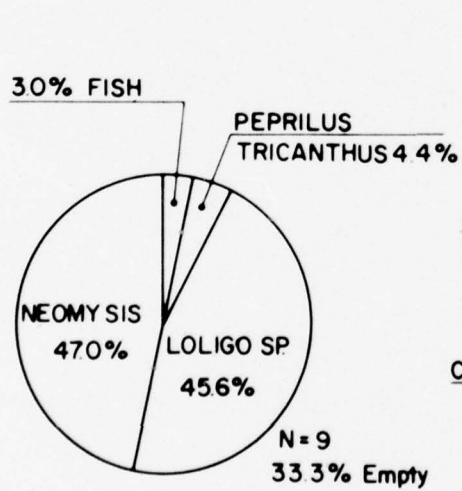 3.0% FISH
PEPRILUS
TRICANTHUS 4.4%
NEOMYSIS
47.0%
LOLIGO SP.
45.6%
N = 9
33.3% Empty